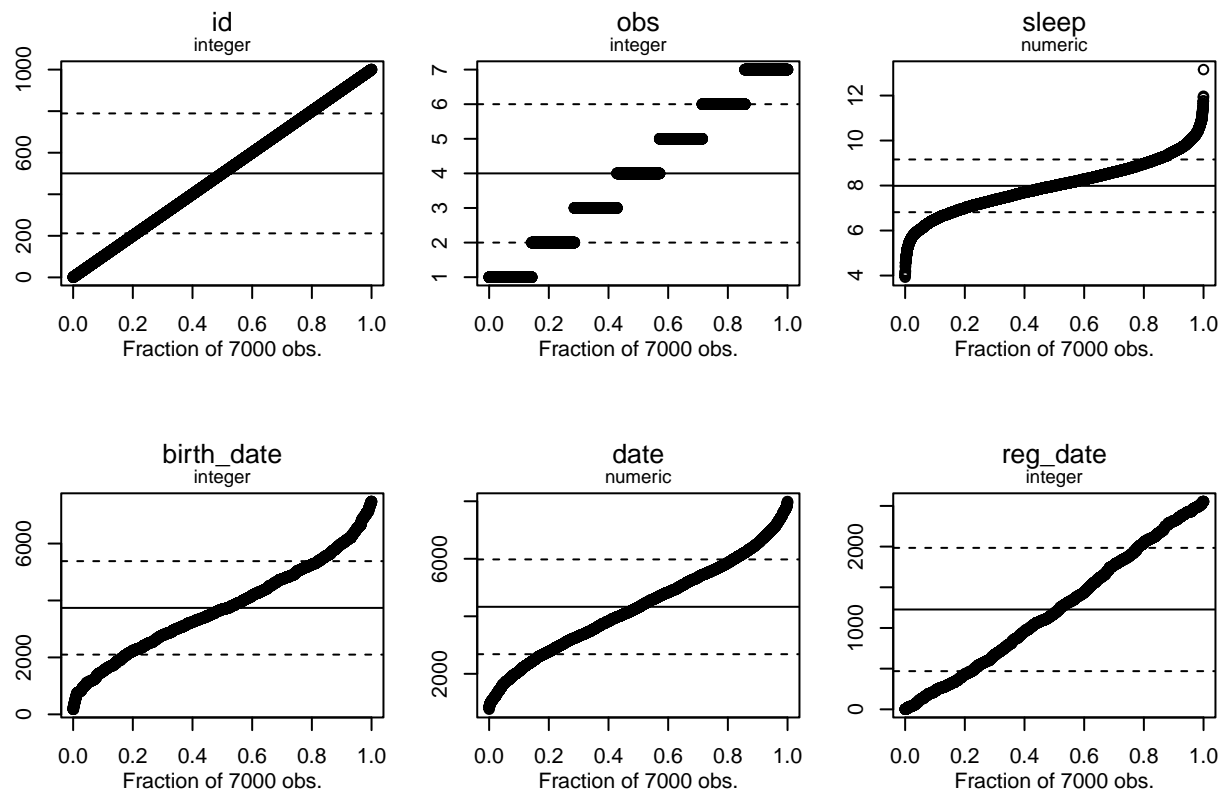 id
integer
1000
600
200
0
0.0 0.2 0.4 0.6 0.8 1.0
Fraction of 7000 obs.
obs
integer
7
6
5
4
3
2
1
0.0 0.2 0.4 0.6 0.8 1.0
Fraction of 7000 obs.
sleep
numeric
12
10
8
6
4
0.0 0.2 0.4 0.6 0.8 1.0
Fraction of 7000 obs.
birth_date
integer
6000
4000
2000
0
0.0 0.2 0.4 0.6 0.8 1.0
Fraction of 7000 obs.
date
numeric
6000
2000
0.0 0.2 0.4 0.6 0.8 1.0
Fraction of 7000 obs.
reg_date
integer
2000
1000
0
0.0 0.2 0.4 0.6 0.8 1.0
Fraction of 7000 obs.